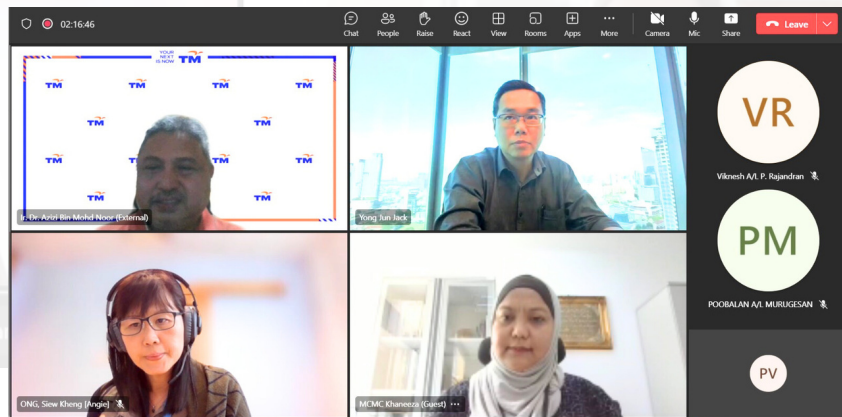 02:16:46
Chat
People
Raise
React
View
Rooms
Apps
More
Camera
Mic
Share
Leave
YOUR
NEXT
IS NOW
TM
TM TM TM TM
TM TM
TM TM TM TM
TM TM
Ir. Dr. Azizi Bin Mohd Noor (External)
Yong Jun Jack
VR
Viknesh A/L P. Rajandran
PM
POOBALAN A/L MURUGESAN
ONG, Siew Kheng [Angie]
MCMC Khaneeza (Guest)
PV